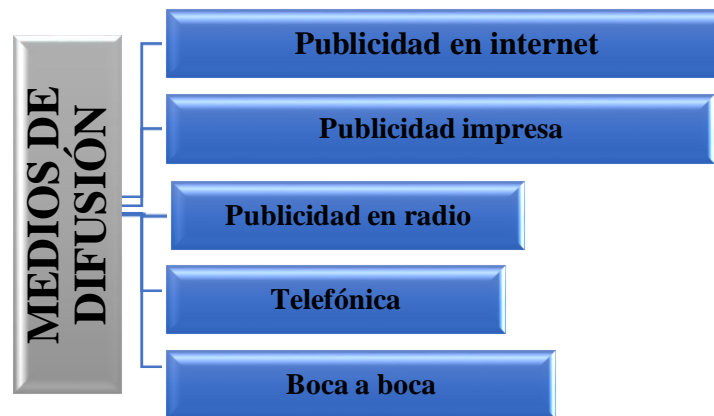 MEDIOS DE
DIFUSIÓN
Publicidad en internet
Publicidad impresa
Publicidad en radio
Telefónica
Boca a boca